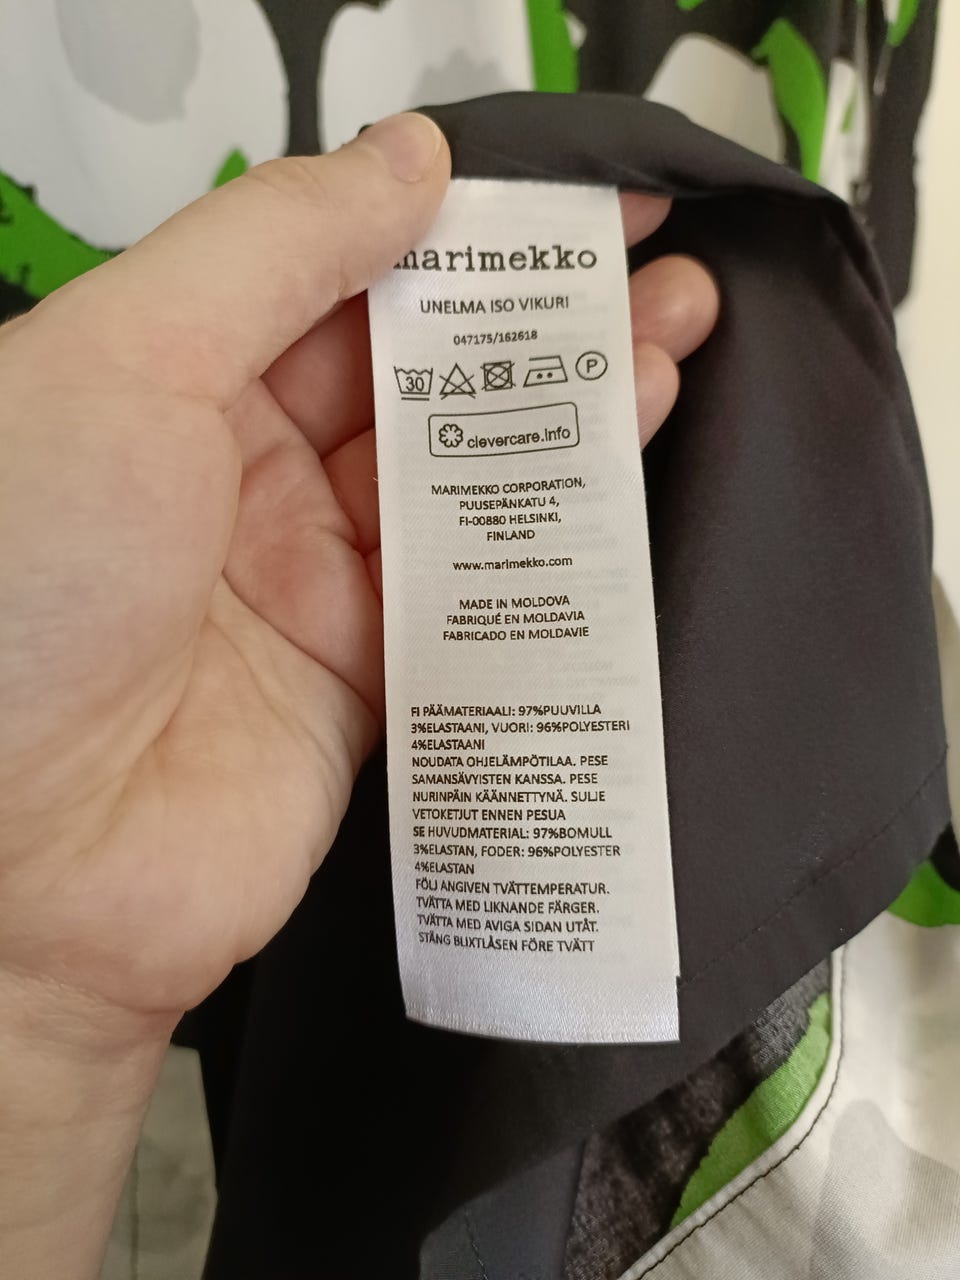 marimekko
UNELMA ISO VIKURI
047175/162618
30
P
clevercare.info
MARIMEKKO CORPORATION,
PUUSEPÄNKATU 4,
FI-00880 HELSINKI,
FINLAND
www.marimekko.com
MADE IN MOLDOVA
FABRIQUÉ EN MOLDAVIA
FABRICADO EN MOLDAVIE
FI PÄÄMATERIAALI: 97%PUUVILLA
3%ELASTAANI, VUORI: 96%POLYESTERI
4%ELASTAANI
NOUDATA OHJELÄMPÖTILAA. PESE
SAMANSÄVYISTEN KANSSA. PESE
NURINPÄIN KÄÄNNETTYNÄ. SULJE
VETOKETJUT ENNEN PESUA
SE HUVUDMATERIAL: 97%BOMULL
3%ELASTAN, FODER: 96%POLYESTER
4%ELASTAN
FÖLJ ANGIVEN TVÄTTEMPERATUR.
TVÄTTA MED LIKNANDE FÄRGER.
TVÄTTA MED AVIGA SIDAN UTÅT.
STÄNG BLIXTLÅSEN FÖRE TVÄTT